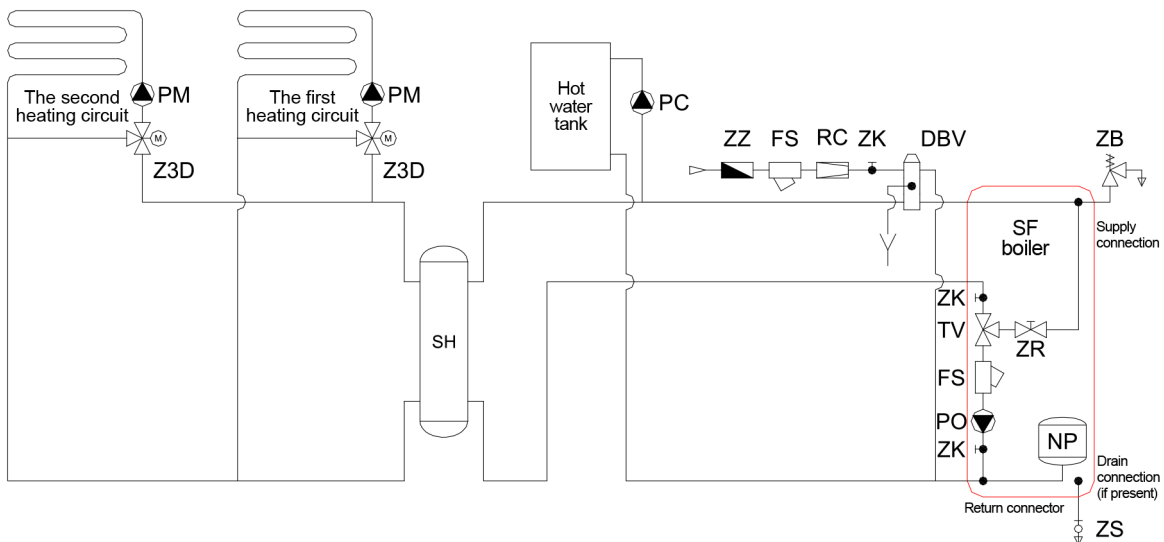 The second
heating circuit
PM
M
Z3D
The first
heating circuit
PM
M
Z3D
Hot
water
tank
PC
ZZ
FS
RC
ZK
DBV
ZB
SF
boiler
Supply
connection
SH
ZK
TV
ZR
FS
PO
ZK
NP
Drain
connection
(if present)
Return connector
ZS